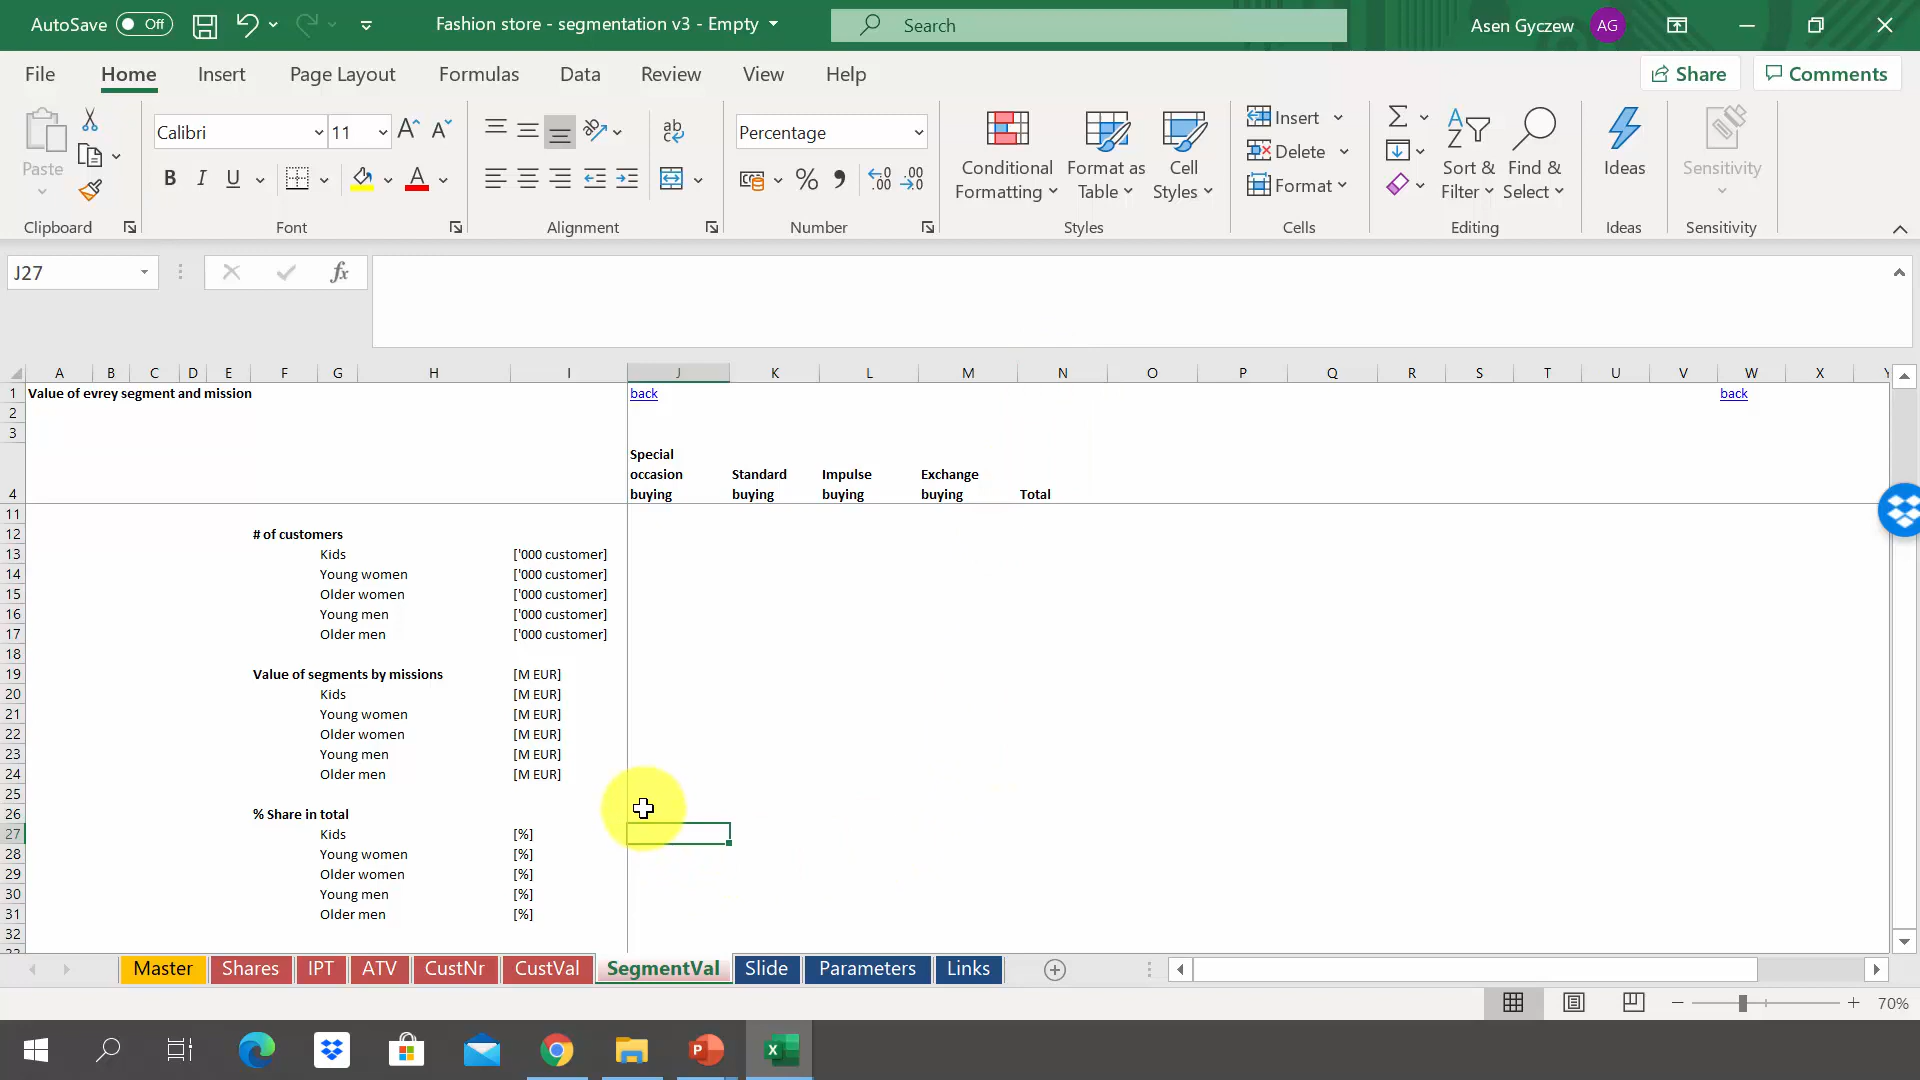 AutoSave Off
Fashion store - segmentation v3 - Empty
Search
Asen Gyczew AG
File Home Insert Page Layout Formulas Data Review View Help
Share Comments
Paste
Calibri 11
B I U
ab
Percentage
Conditional
Formatting
Format as
Table
Cell
Styles
Insert
Delete
Format
Sort &
Filter
Find &
Select
Ideas
Sensitivity
Clipboard Font Alignment Number Styles Cells Editing Ideas Sensitivity
J27
fx
A B C D E F G H I J K L M N O P Q R S T U V W X Y
1 Value of evrey segment and mission back back
2
3
4 Special
occasion
buying
Standard
buying
Impulse
buying
Exchange
buying
Total
11
12 # of customers
13 Kids ['000 customer]
14 Young women ['000 customer]
15 Older women ['000 customer]
16 Young men ['000 customer]
17 Older men ['000 customer]
18
19 Value of segments by missions [M EUR]
20 Kids [M EUR]
21 Young women [M EUR]
22 Older women [M EUR]
23 Young men [M EUR]
24 Older men [M EUR]
25
26 % Share in total
27 Kids [%]
28 Young women [%]
29 Older women [%]
30 Young men [%]
31 Older men [%]
32
Master Shares IPT ATV CustNr CustVal SegmentVal Slide Parameters Links
70%